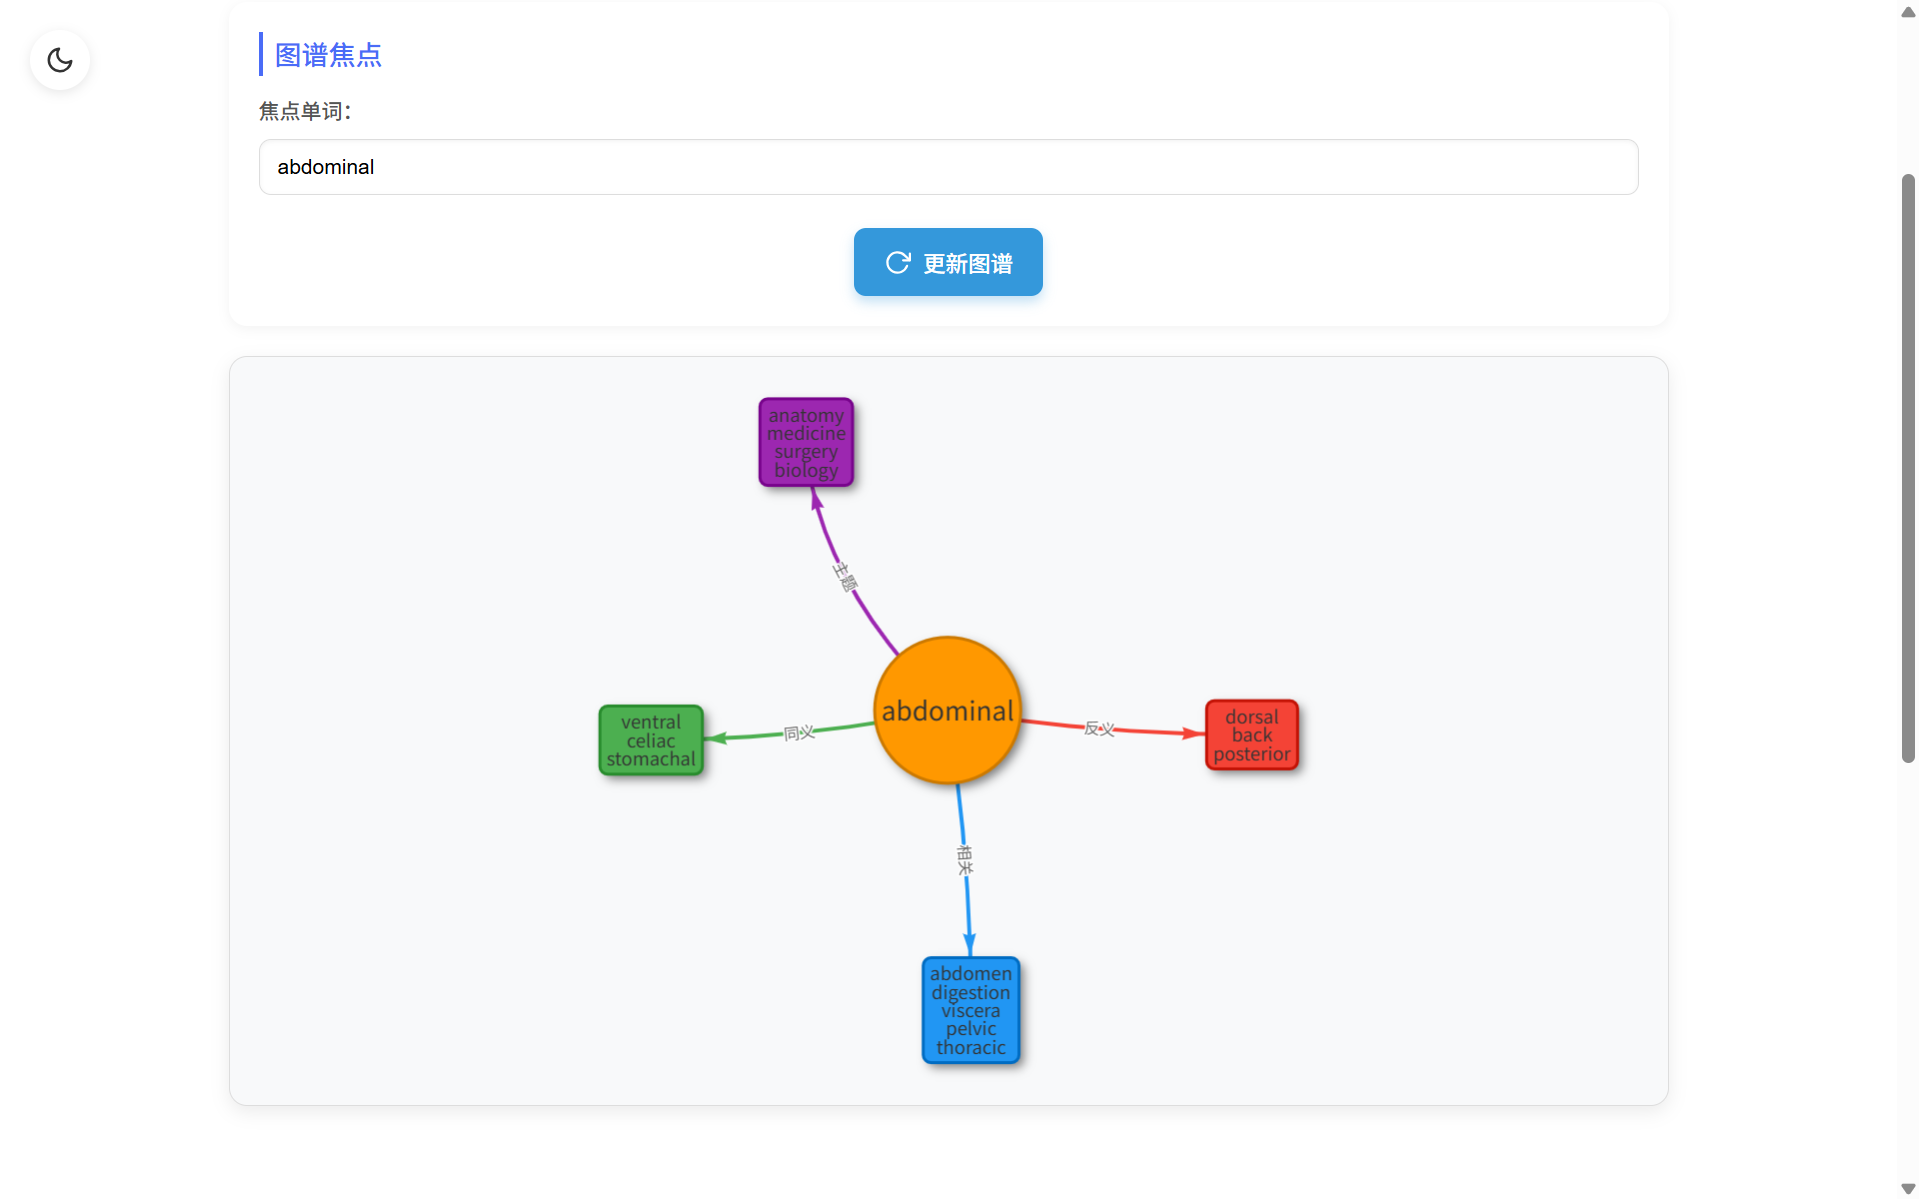 图谱焦点
焦点单词：
abdominal
更新图谱
anatomy
medicine
surgery
biology
主题
abdominal
ventral
celiac
stomachal
同义
反义
dorsal
back
posterior
相关
abdomen
digestion
viscera
pelvic
thoracic